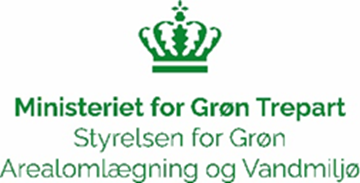 Ministeriet for Grøn Trepart
Styrelsen for Grøn
Arealomlægning og Vandmiljø